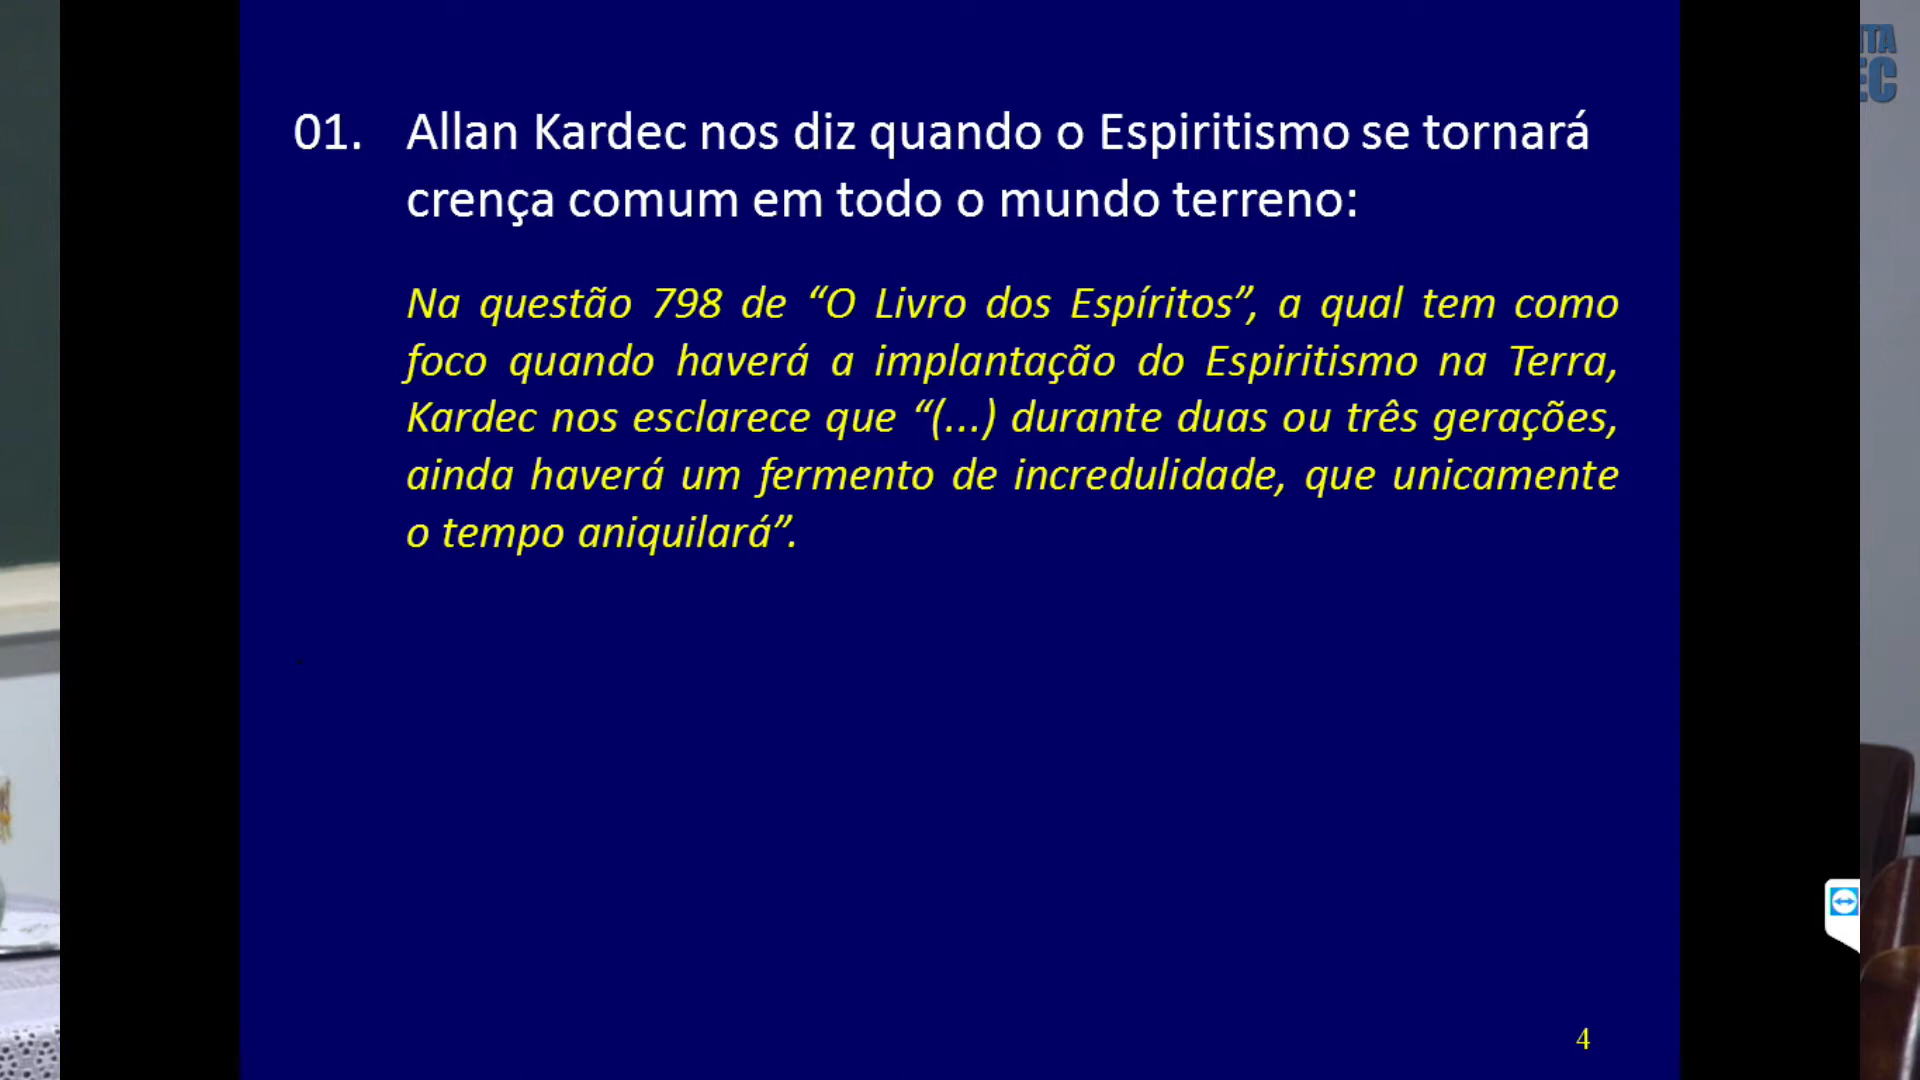 TA
EC
01. Allan Kardec nos diz quando o Espiritismo se tornará
crença comum em todo o mundo terreno:
Na questão 798 de “O Livro dos Espíritos”, a qual tem como
foco quando haverá a implantação do Espiritismo na Terra,
Kardec nos esclarece que “(...) durante duas ou três gerações,
ainda haverá um fermento de incredulidade, que unicamente
o tempo aniquilará”.
4